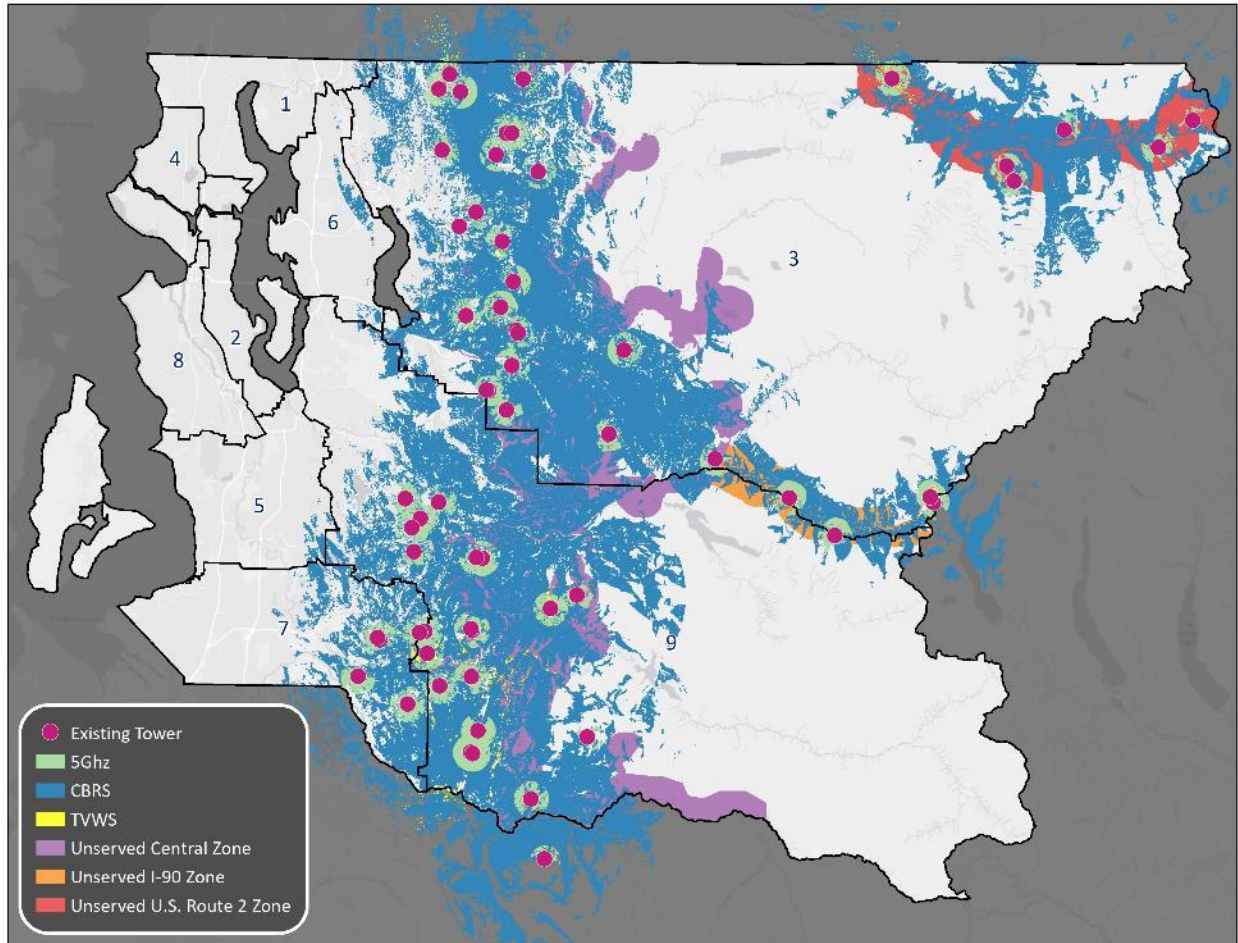 1
4
6
3
2
8
5
7
9
Existing Tower
5Ghz
CBRS
TVWS
Unserved Central Zone
Unserved I-90 Zone
Unserved U.S. Route 2 Zone